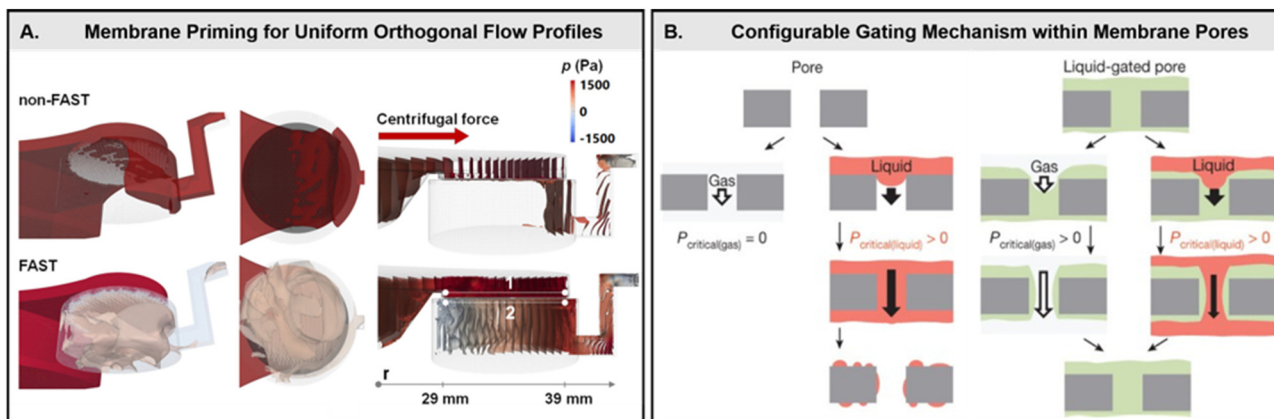 A. Membrane Priming for Uniform Orthogonal Flow Profiles
non-FAST
p (Pa)
1500
0
-1500
Centrifugal force
FAST
1
2
r
29 mm
39 mm
B. Configurable Gating Mechanism within Membrane Pores
Pore
Liquid-gated pore
Gas
Liquid
Gas
Liquid
Pcritical(gas) = 0
Pcritical(liquid) > 0
Pcritical(gas) > 0
Pcritical(liquid) > 0